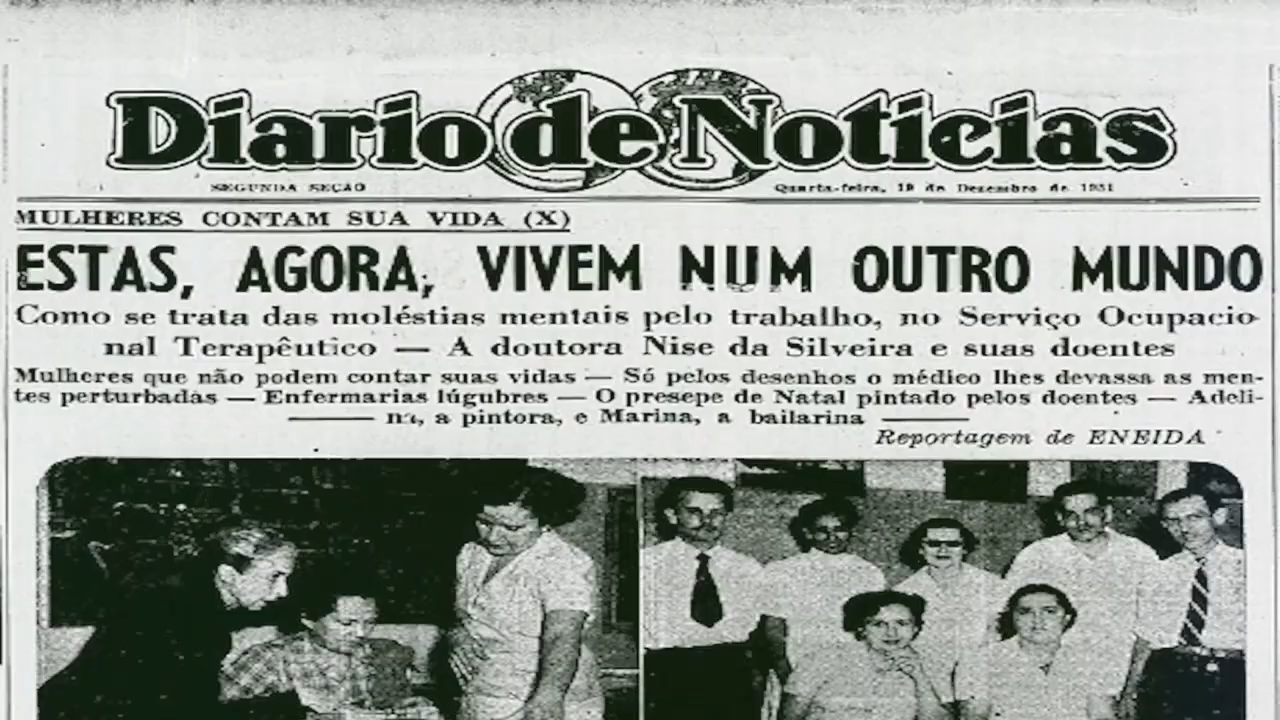 Diario de Noticias
SEGUNDA SEÇÃO
Quarta-feira, 19 de Dezembro de 1951
MULHERES CONTAM SUA VIDA (X)
ESTAS, AGORA, VIVEM NUM OUTRO MUNDO
Como se trata das moléstias mentais pelo trabalho, no Serviço Ocupacio-
nal Terapêutico — A doutora Nise da Silveira e suas doentes
Mulheres que não podem contar suas vidas — Só pelos desenhos o médico lhes devassa as men-
tes perturbadas — Enfermarias lúgubres — O presepe de Natal pintado pelos doentes — Adeli-
na, a pintora, e Marina, a bailarina
Reportagem de ENEIDA